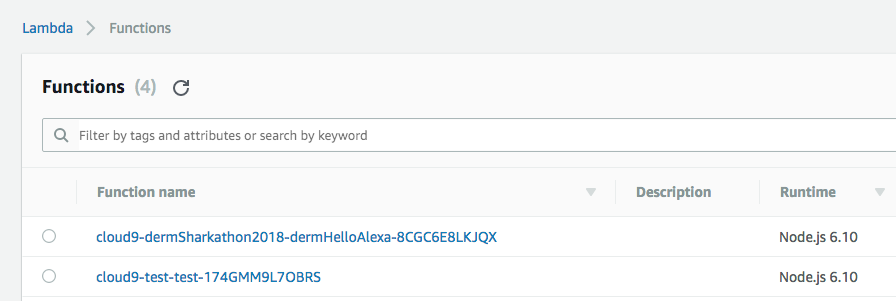 Lambda > Functions
Functions (4)
Filter by tags and attributes or search by keyword
Function name Description Runtime
cloud9-dermSharkathon2018-dermHelloAlexa-8CGC6E8LKJQX Node.js 6.10
cloud9-test-test-174GMM9L7OBRS Node.js 6.10